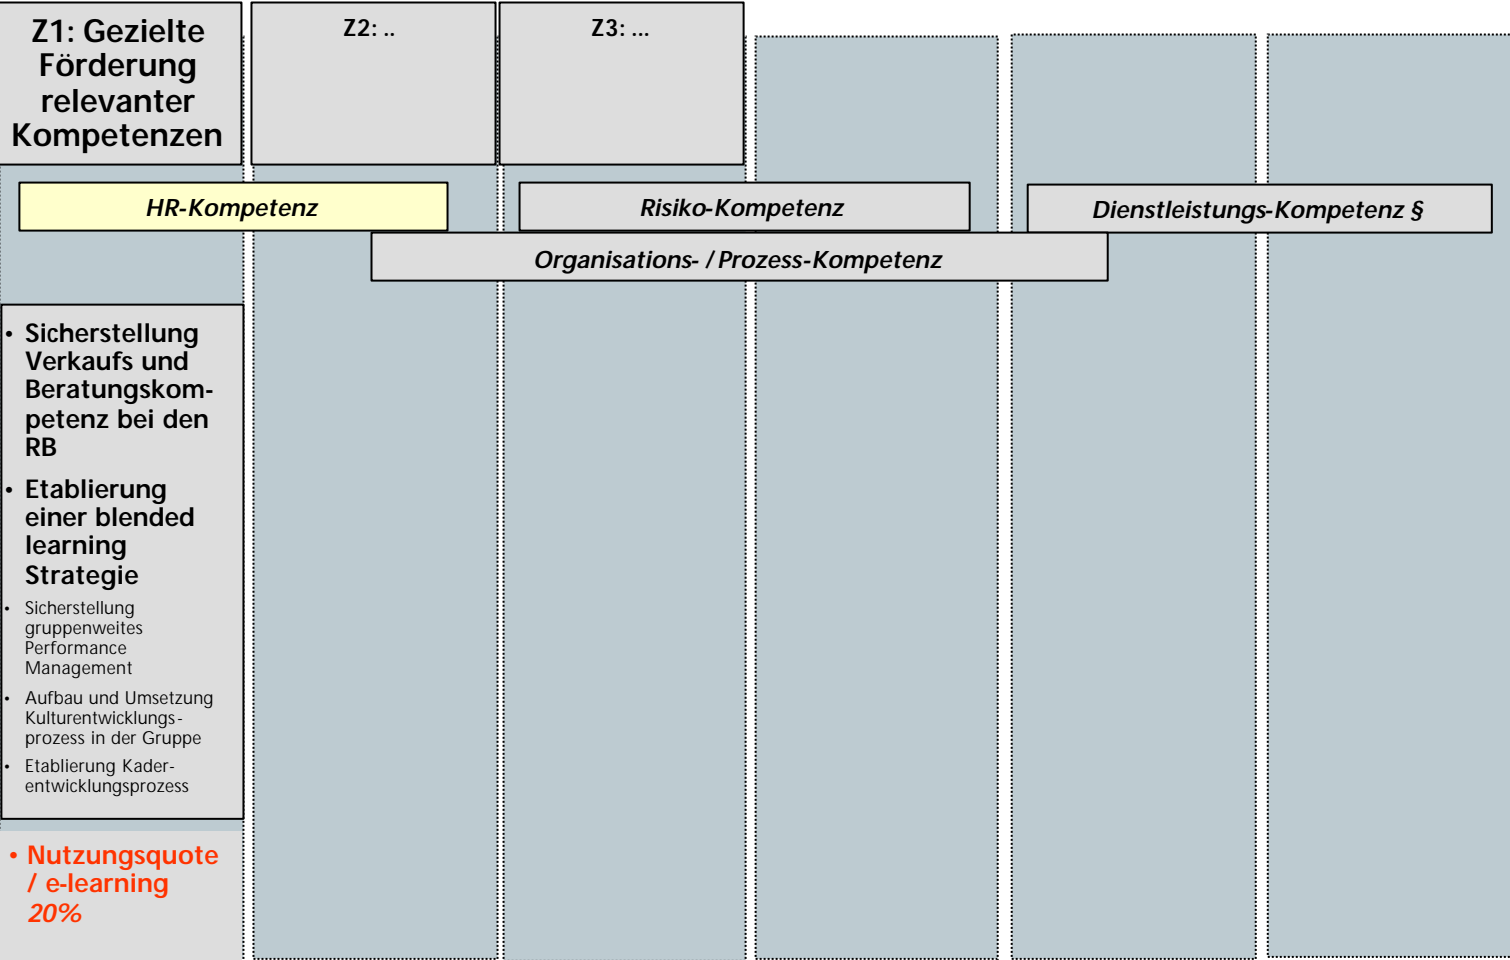 Z1: Gezielte
Förderung
relevanter
Kompetenzen
Z2: ..
Z3: ...
HR-Kompetenz
Risiko-Kompetenz
Dienstleistungs-Kompetenz §
Organisations- / Prozess-Kompetenz
• Sicherstellung
Verkaufs und
Beratungskom-
petenz bei den
RB
• Etablierung
einer blended
learning
Strategie
• Sicherstellung
gruppenweites
Performance
Management
• Aufbau und Umsetzung
Kulturentwicklungs-
prozess in der Gruppe
• Etablierung Kader-
entwicklungsprozess
• Nutzungsquote
/ e-learning
20%